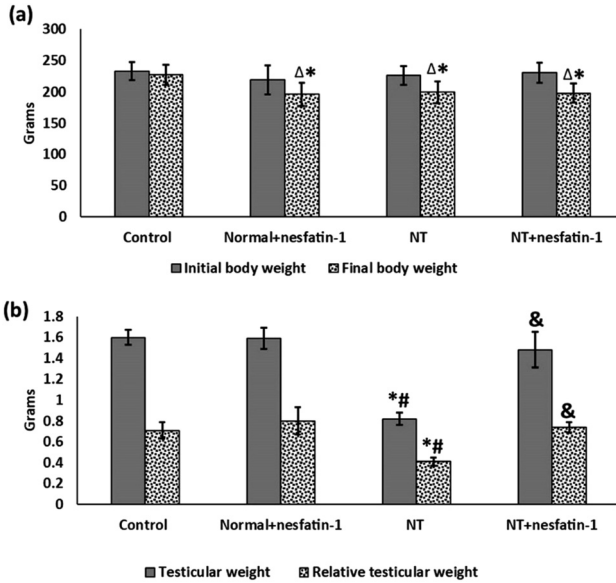 (a)
300
250
200
150
100
50
0
Grams
Δ* Δ* Δ*
Control Normal+nesfatin-1 NT NT+nesfatin-1
Initial body weight Final body weight
(b)
1.8
1.6
1.4
1.2
1
0.8
0.6
0.4
0.2
0
Grams
&
*# &
*#
Control Normal+nesfatin-1 NT NT+nesfatin-1
Testicular weight Relative testicular weight